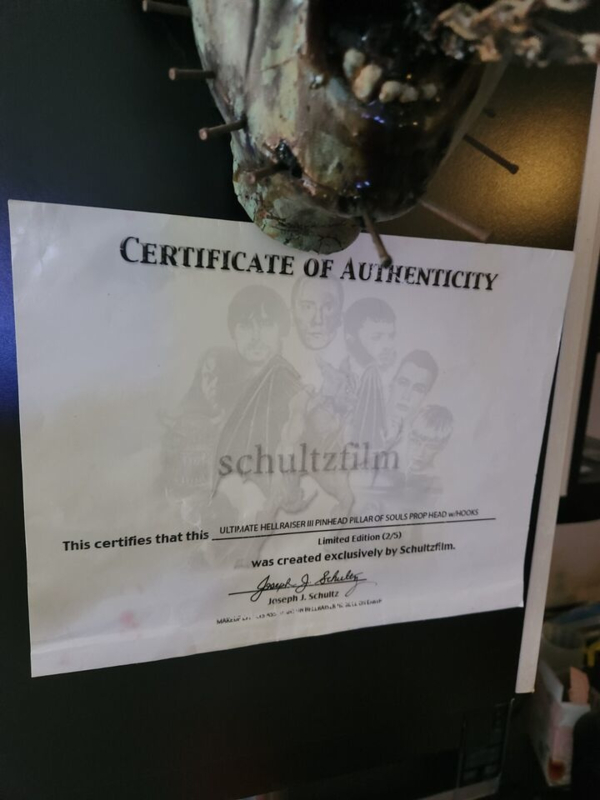 CERTIFICATE OF AUTHENTICITY
schultzfilm
This certifies that this ULTIMATE HELLRAISER III PINHEAD PILLAR OF SOULS PROP HEAD w/HOOKS
Limited Edition (2/5)
was created exclusively by Schultzfilm.
Joseph J. Schultz
Joseph J. Schultz